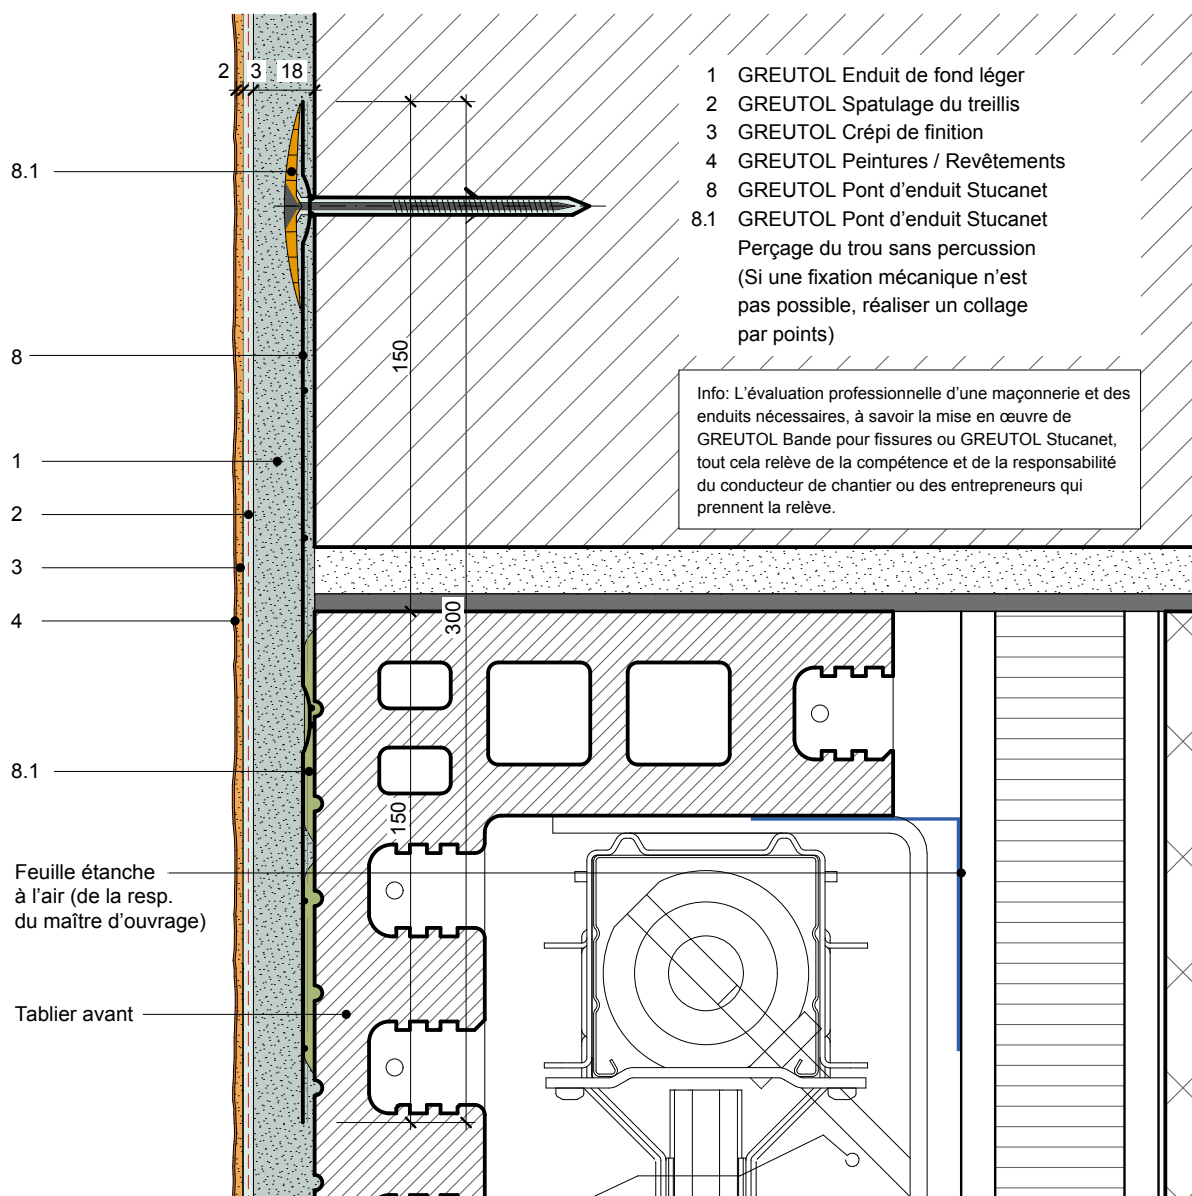 2 3 18
1 GREUTOL Enduit de fond léger
2 GREUTOL Spatulage du treillis
3 GREUTOL Crépi de finition
4 GREUTOL Peintures / Revêtements
8 GREUTOL Pont d'enduit Stucanet
8.1 GREUTOL Pont d'enduit Stucanet
Perçage du trou sans percussion
(Si une fixation mécanique n'est
pas possible, réaliser un collage
par points)
Info: L'évaluation professionnelle d'une maçonnerie et des
enduits nécessaires, à savoir la mise en œuvre de
GREUTOL Bande pour fissures ou GREUTOL Stucanet,
tout cela relève de la compétence et de la responsabilité
du conducteur de chantier ou des entrepreneurs qui
prennent la relève.
8.1
8
1
2
3
4
8.1
Feuille étanche
à l'air (de la resp.
du maître d'ouvrage)
Tablier avant
150
300
150